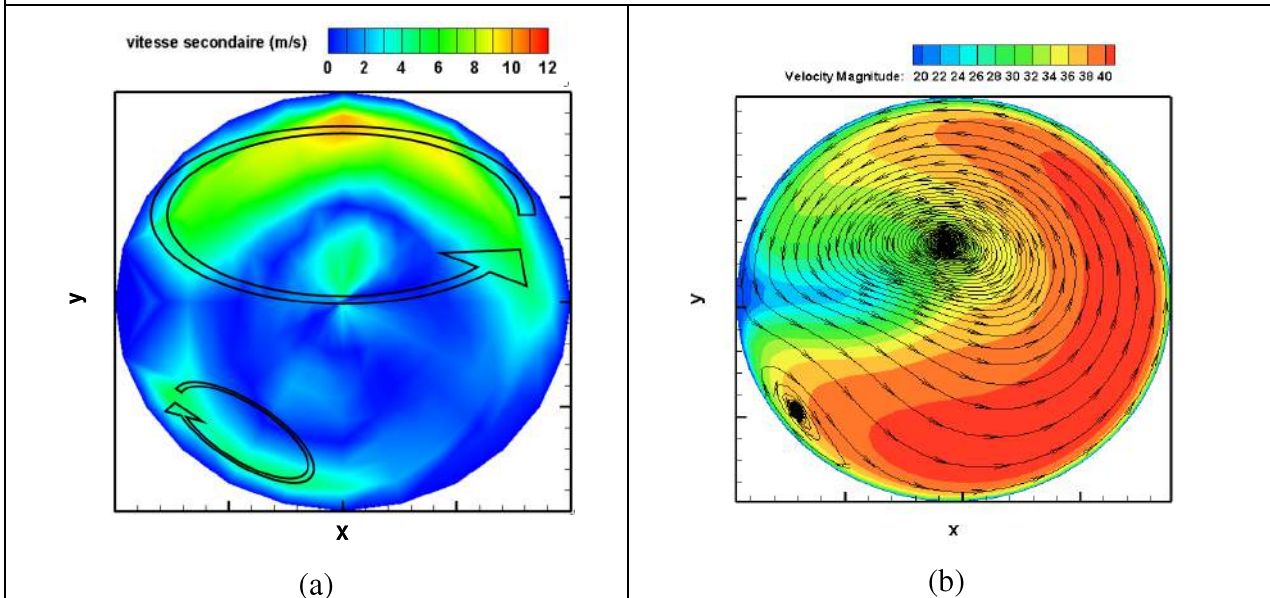 vitesse secondaire (m/s)
0 2 4 6 8 10 12
y
x
(a)
Velocity Magnitude: 20 22 24 26 28 30 32 34 36 38 40
y
x
(b)